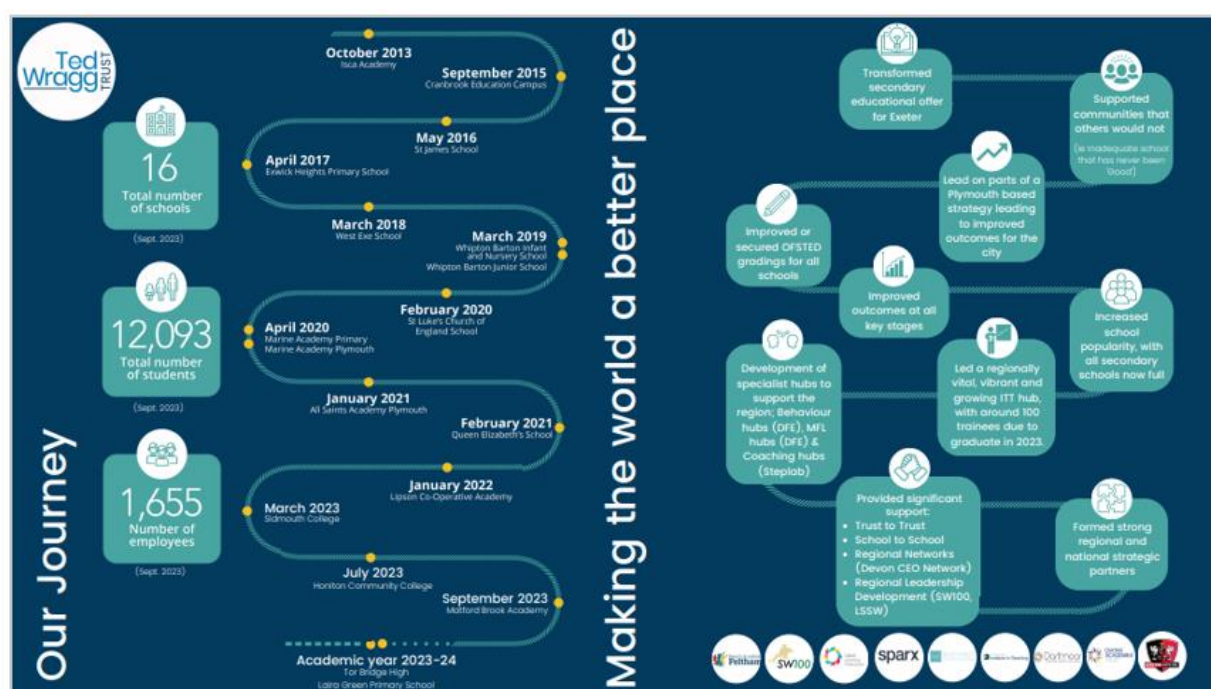 Ted
Wragg
TRUST
Our Journey
16
Total number
of schools
(Sept. 2023)
12,093
Total number
of students
(Sept. 2023)
1,655
Number of
employees
(Sept. 2023)
October 2013
Isca Academy
September 2015
Cranbrook Education Campus
May 2016
St James School
April 2017
Exwick Heights Primary School
March 2018
West Exe School
March 2019
Whipton Barton Infant
and Nursery School
Whipton Barton Junior School
February 2020
St Luke's Church of
England School
April 2020
Marine Academy Primary
Marine Academy Plymouth
January 2021
All Saints Academy Plymouth
February 2021
Queen Elizabeth's School
January 2022
Lipson Co-Operative Academy
March 2023
Sidmouth College
July 2023
Honiton Community College
September 2023
Matford Brook Academy
Academic year 2023-24
Tor Bridge High
Laira Green Primary School
Making the world a better place
Transformed
secondary
educational offer
for Exeter
Supported
communities that
others would not
(ie inadequate school
that has never been
'Good')
Lead on parts of a
Plymouth based
strategy leading
to improved
outcomes for the
city
Improved or
secured OFSTED
gradings for all
schools
Improved
outcomes at all
key stages
Increased
school
popularity, with
all secondary
schools now full
Led a regionally
vital, vibrant and
growing ITT hub,
with around 100
trainees due to
graduate in 2023.
Development of
specialist hubs to
support the
region; Behaviour
hubs (DFE), MFL
hubs (DFE) &
Coaching hubs
(Steplab)
Provided significant
support:
• Trust to Trust
• School to School
• Regional Networks
(Devon CEO Network)
• Regional Leadership
Development (SW100,
LSSW)
Formed strong
regional and
national strategic
partners
Feltham
SW100
sparx
Dartmoor